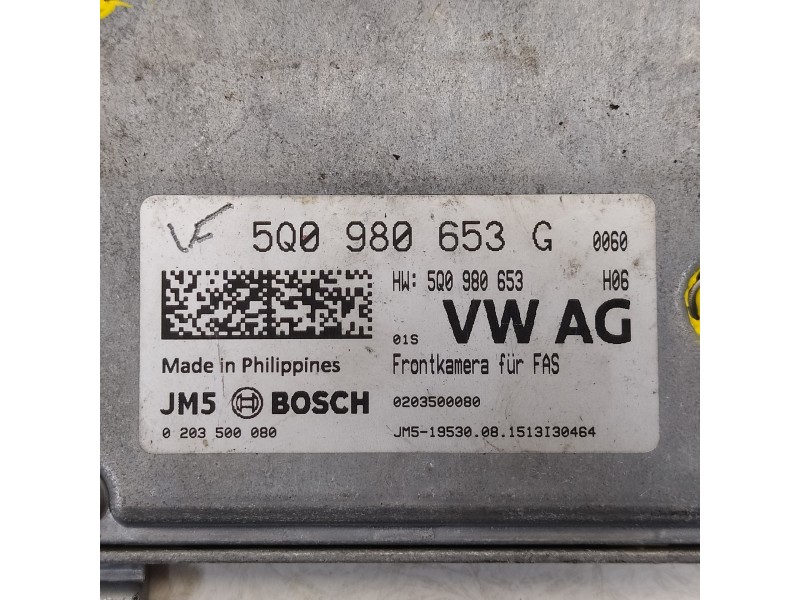 VF 5Q0 980 653 G 0060
HW: 5Q0 980 653 H06
01S VW AG
Made in Philippines Frontkamera für FAS
JM5 BOSCH 0203500080
0 203 500 080 JM5-19530.08.1513I30464